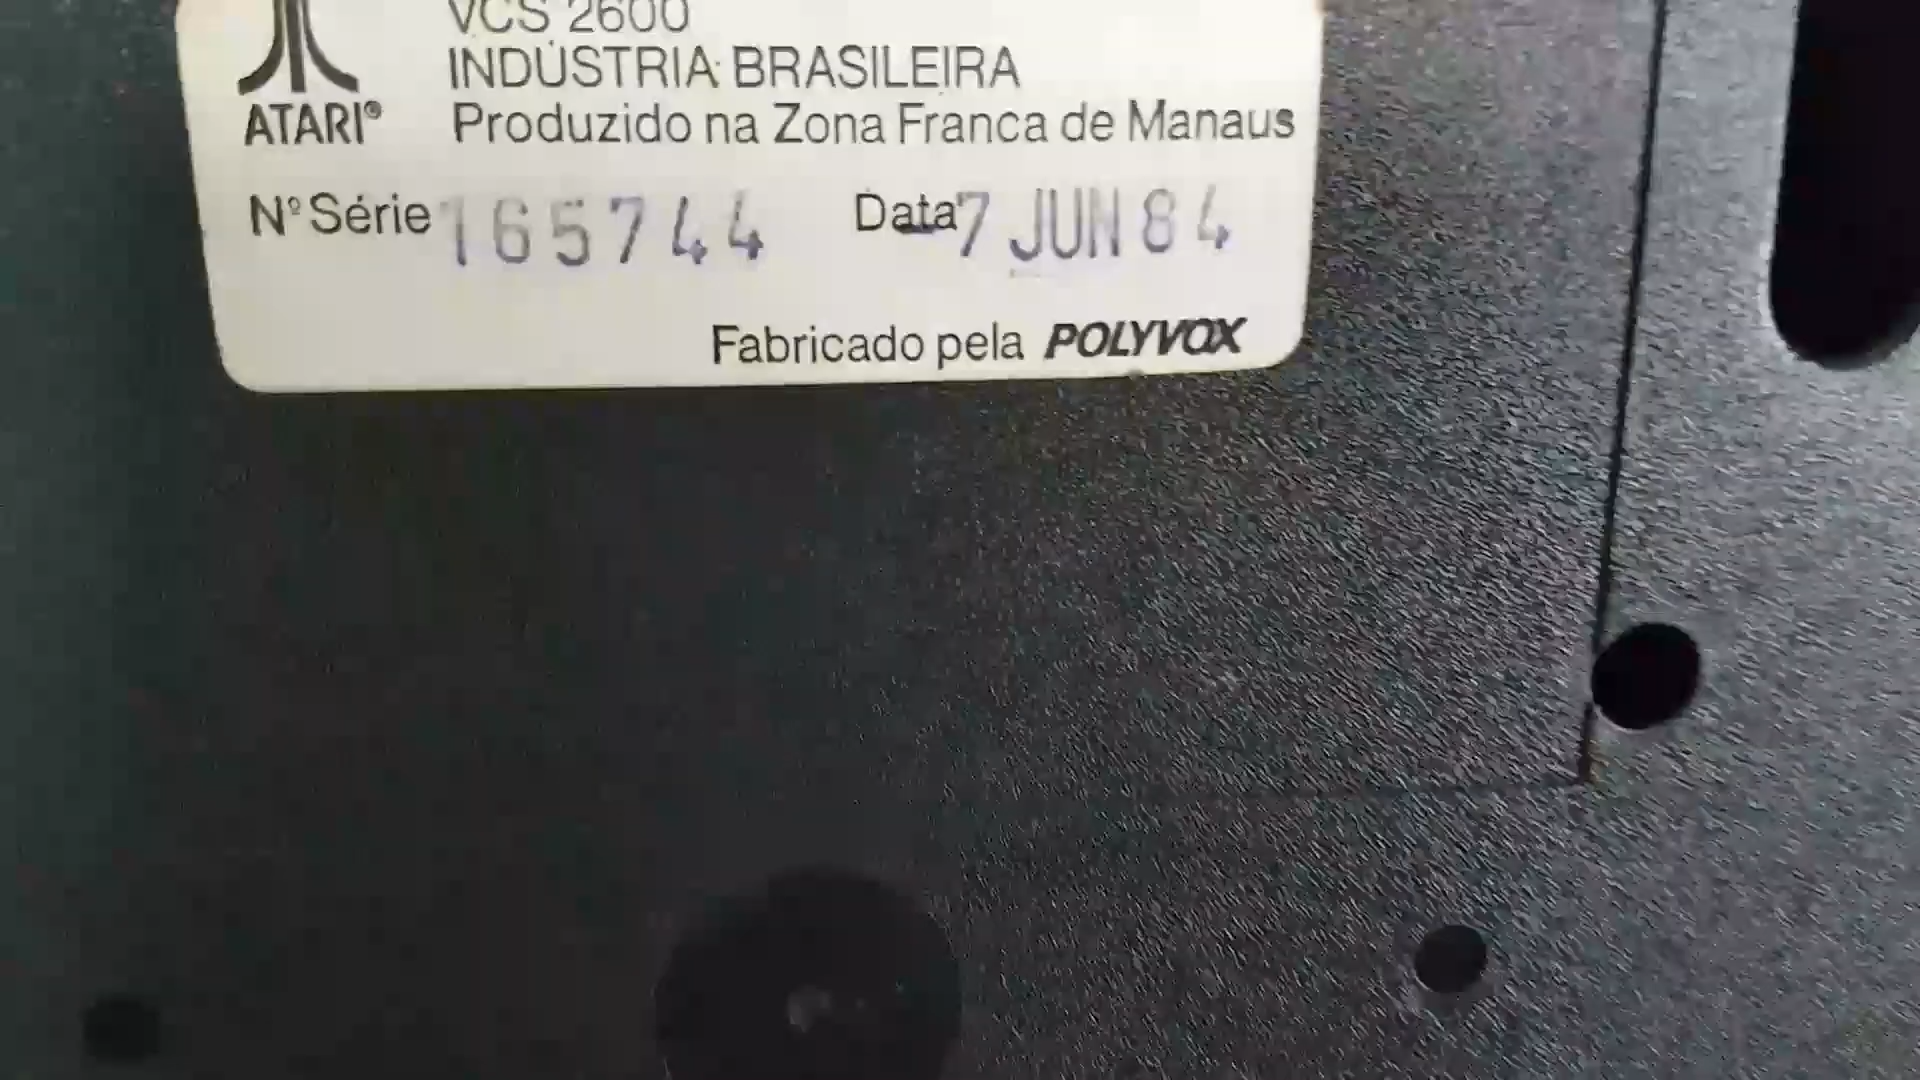 VCS 2600
INDÚSTRIA BRASILEIRA
ATARI® Produzido na Zona Franca de Manaus
Nº Série 165744 Data 7 JUN 84
Fabricado pela POLYVOX